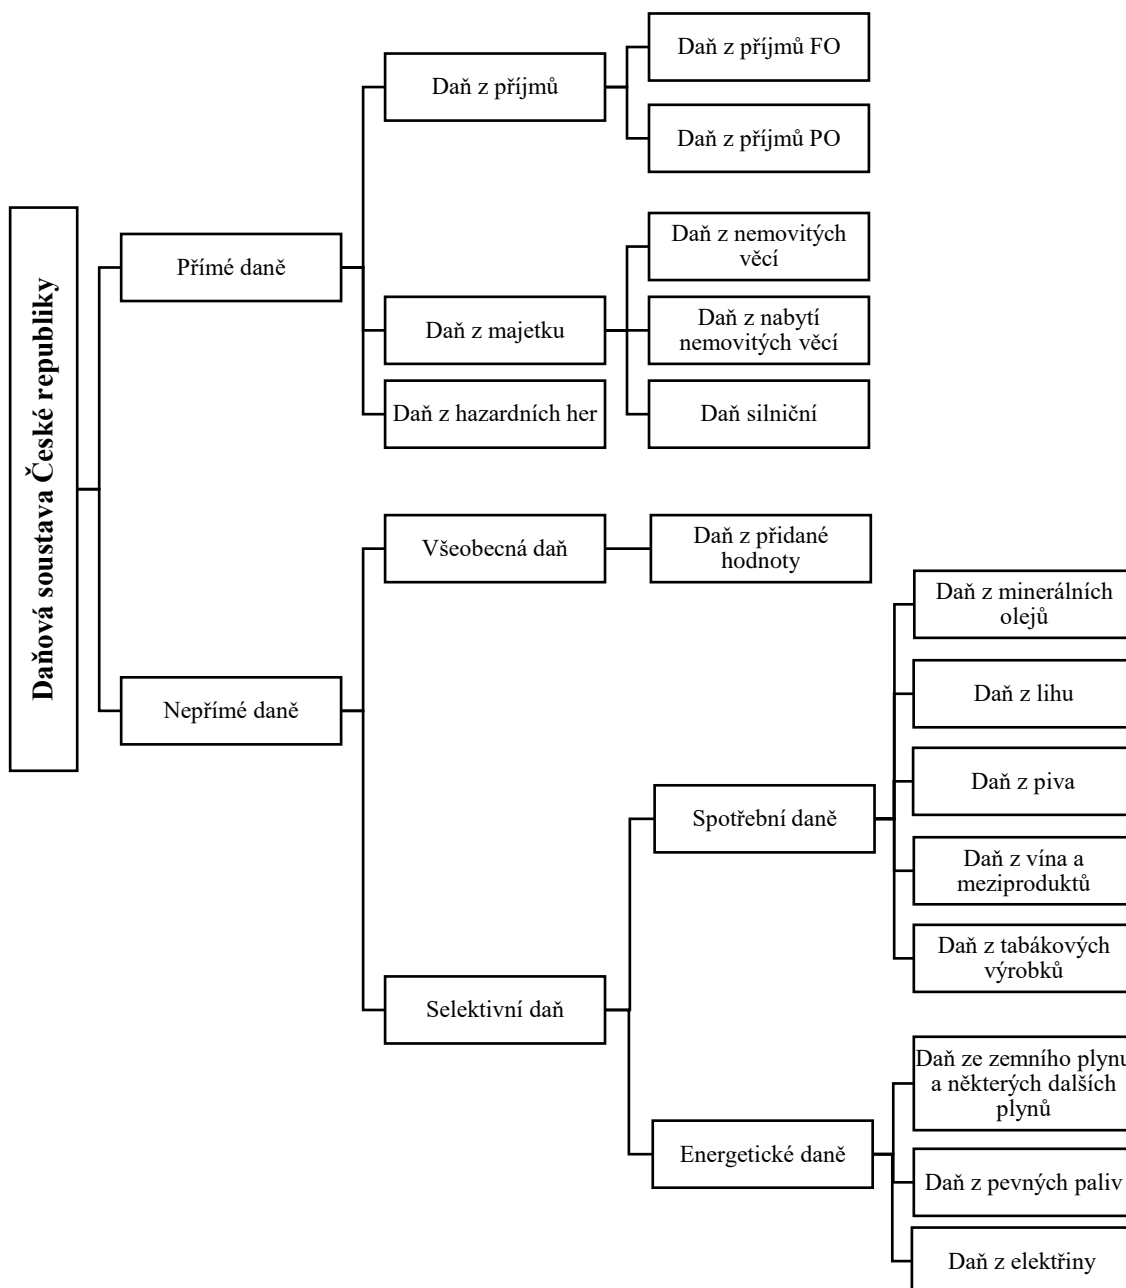 Daňová soustava České republiky
Přímé daně
Daň z příjmů
Daň z příjmů FO
Daň z příjmů PO
Daň z majetku
Daň z nemovitých
věcí
Daň z nabytí
nemovitých věcí
Daň silniční
Daň z hazardních her
Nepřímé daně
Všeobecná daň
Daň z přidané
hodnoty
Selektivní daň
Spotřební daně
Daň z minerálních
olejů
Daň z lihu
Daň z piva
Daň z vína a
meziproduktů
Daň z tabákových
výrobků
Energetické daně
Daň ze zemního plynu
a některých dalších
plynů
Daň z pevných paliv
Daň z elektřiny